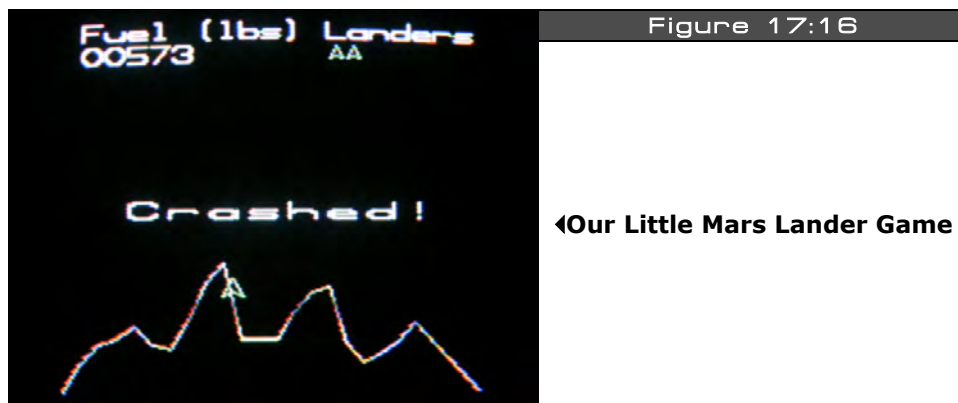 Fuel (lbs) Landers
00573 AA
Crashed!
Figure 17:16
Our Little Mars Lander Game